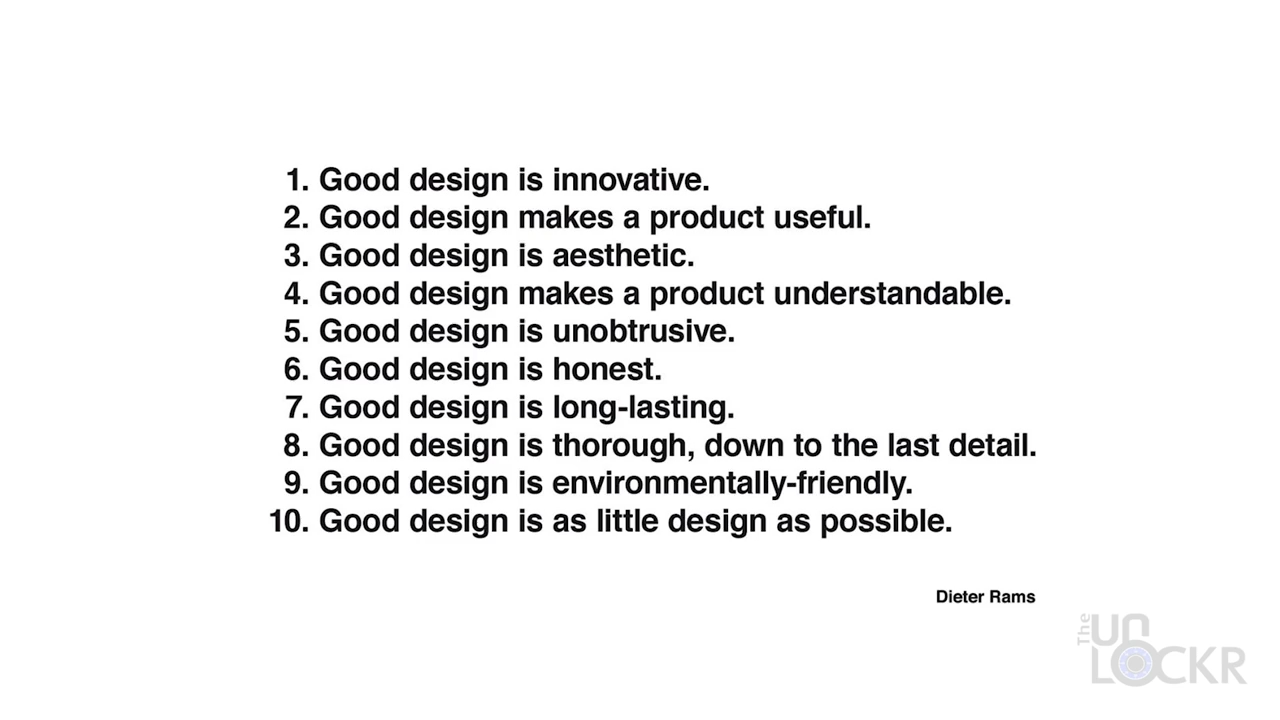 1. Good design is innovative.
2. Good design makes a product useful.
3. Good design is aesthetic.
4. Good design makes a product understandable.
5. Good design is unobtrusive.
6. Good design is honest.
7. Good design is long-lasting.
8. Good design is thorough, down to the last detail.
9. Good design is environmentally-friendly.
10. Good design is as little design as possible.
Dieter Rams
The
UN
LOCKR